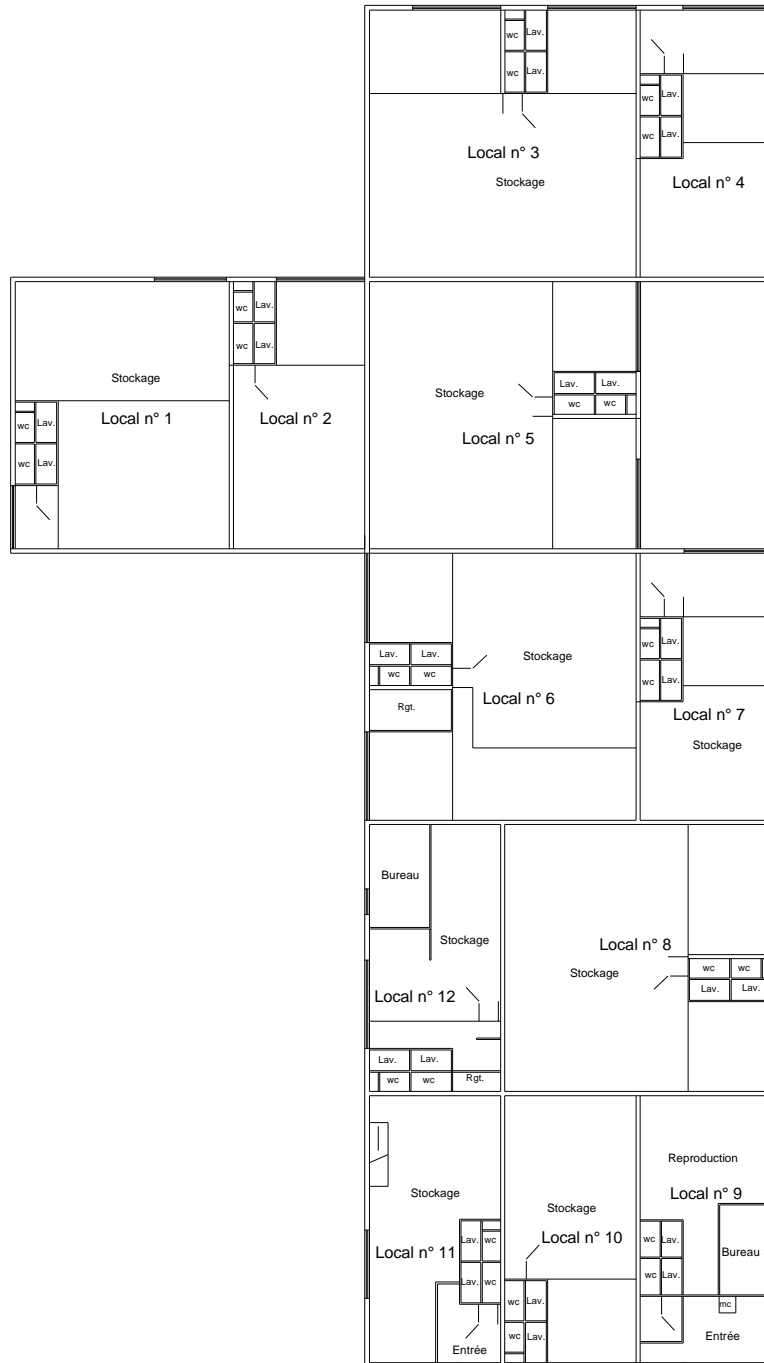 wc
Lav.
wc
Lav.
Local n° 3
Stockage
wc
Lav.
wc
Lav.
Local n° 4
wc
Lav.
wc
Lav.
Stockage
Local n° 1
Local n° 2
wc
Lav.
wc
Lav.
Lav.
Lav.
wc
wc
Stockage
Local n° 5
Lav.
Lav.
wc
wc
Stockage
Local n° 6
Rgt.
wc
Lav.
wc
Lav.
Local n° 7
Stockage
Bureau
Stockage
Local n° 12
Lav.
Lav.
wc
wc
Rgt.
Local n° 8
Stockage
wc
wc
Lav.
Lav.
Stockage
Local n° 11
Lav.
wc
Lav.
wc
Entrée
Stockage
Local n° 10
wc
Lav.
wc
Lav.
Reproduction
Local n° 9
wc
Lav.
wc
Lav.
Bureau
mc
Entrée